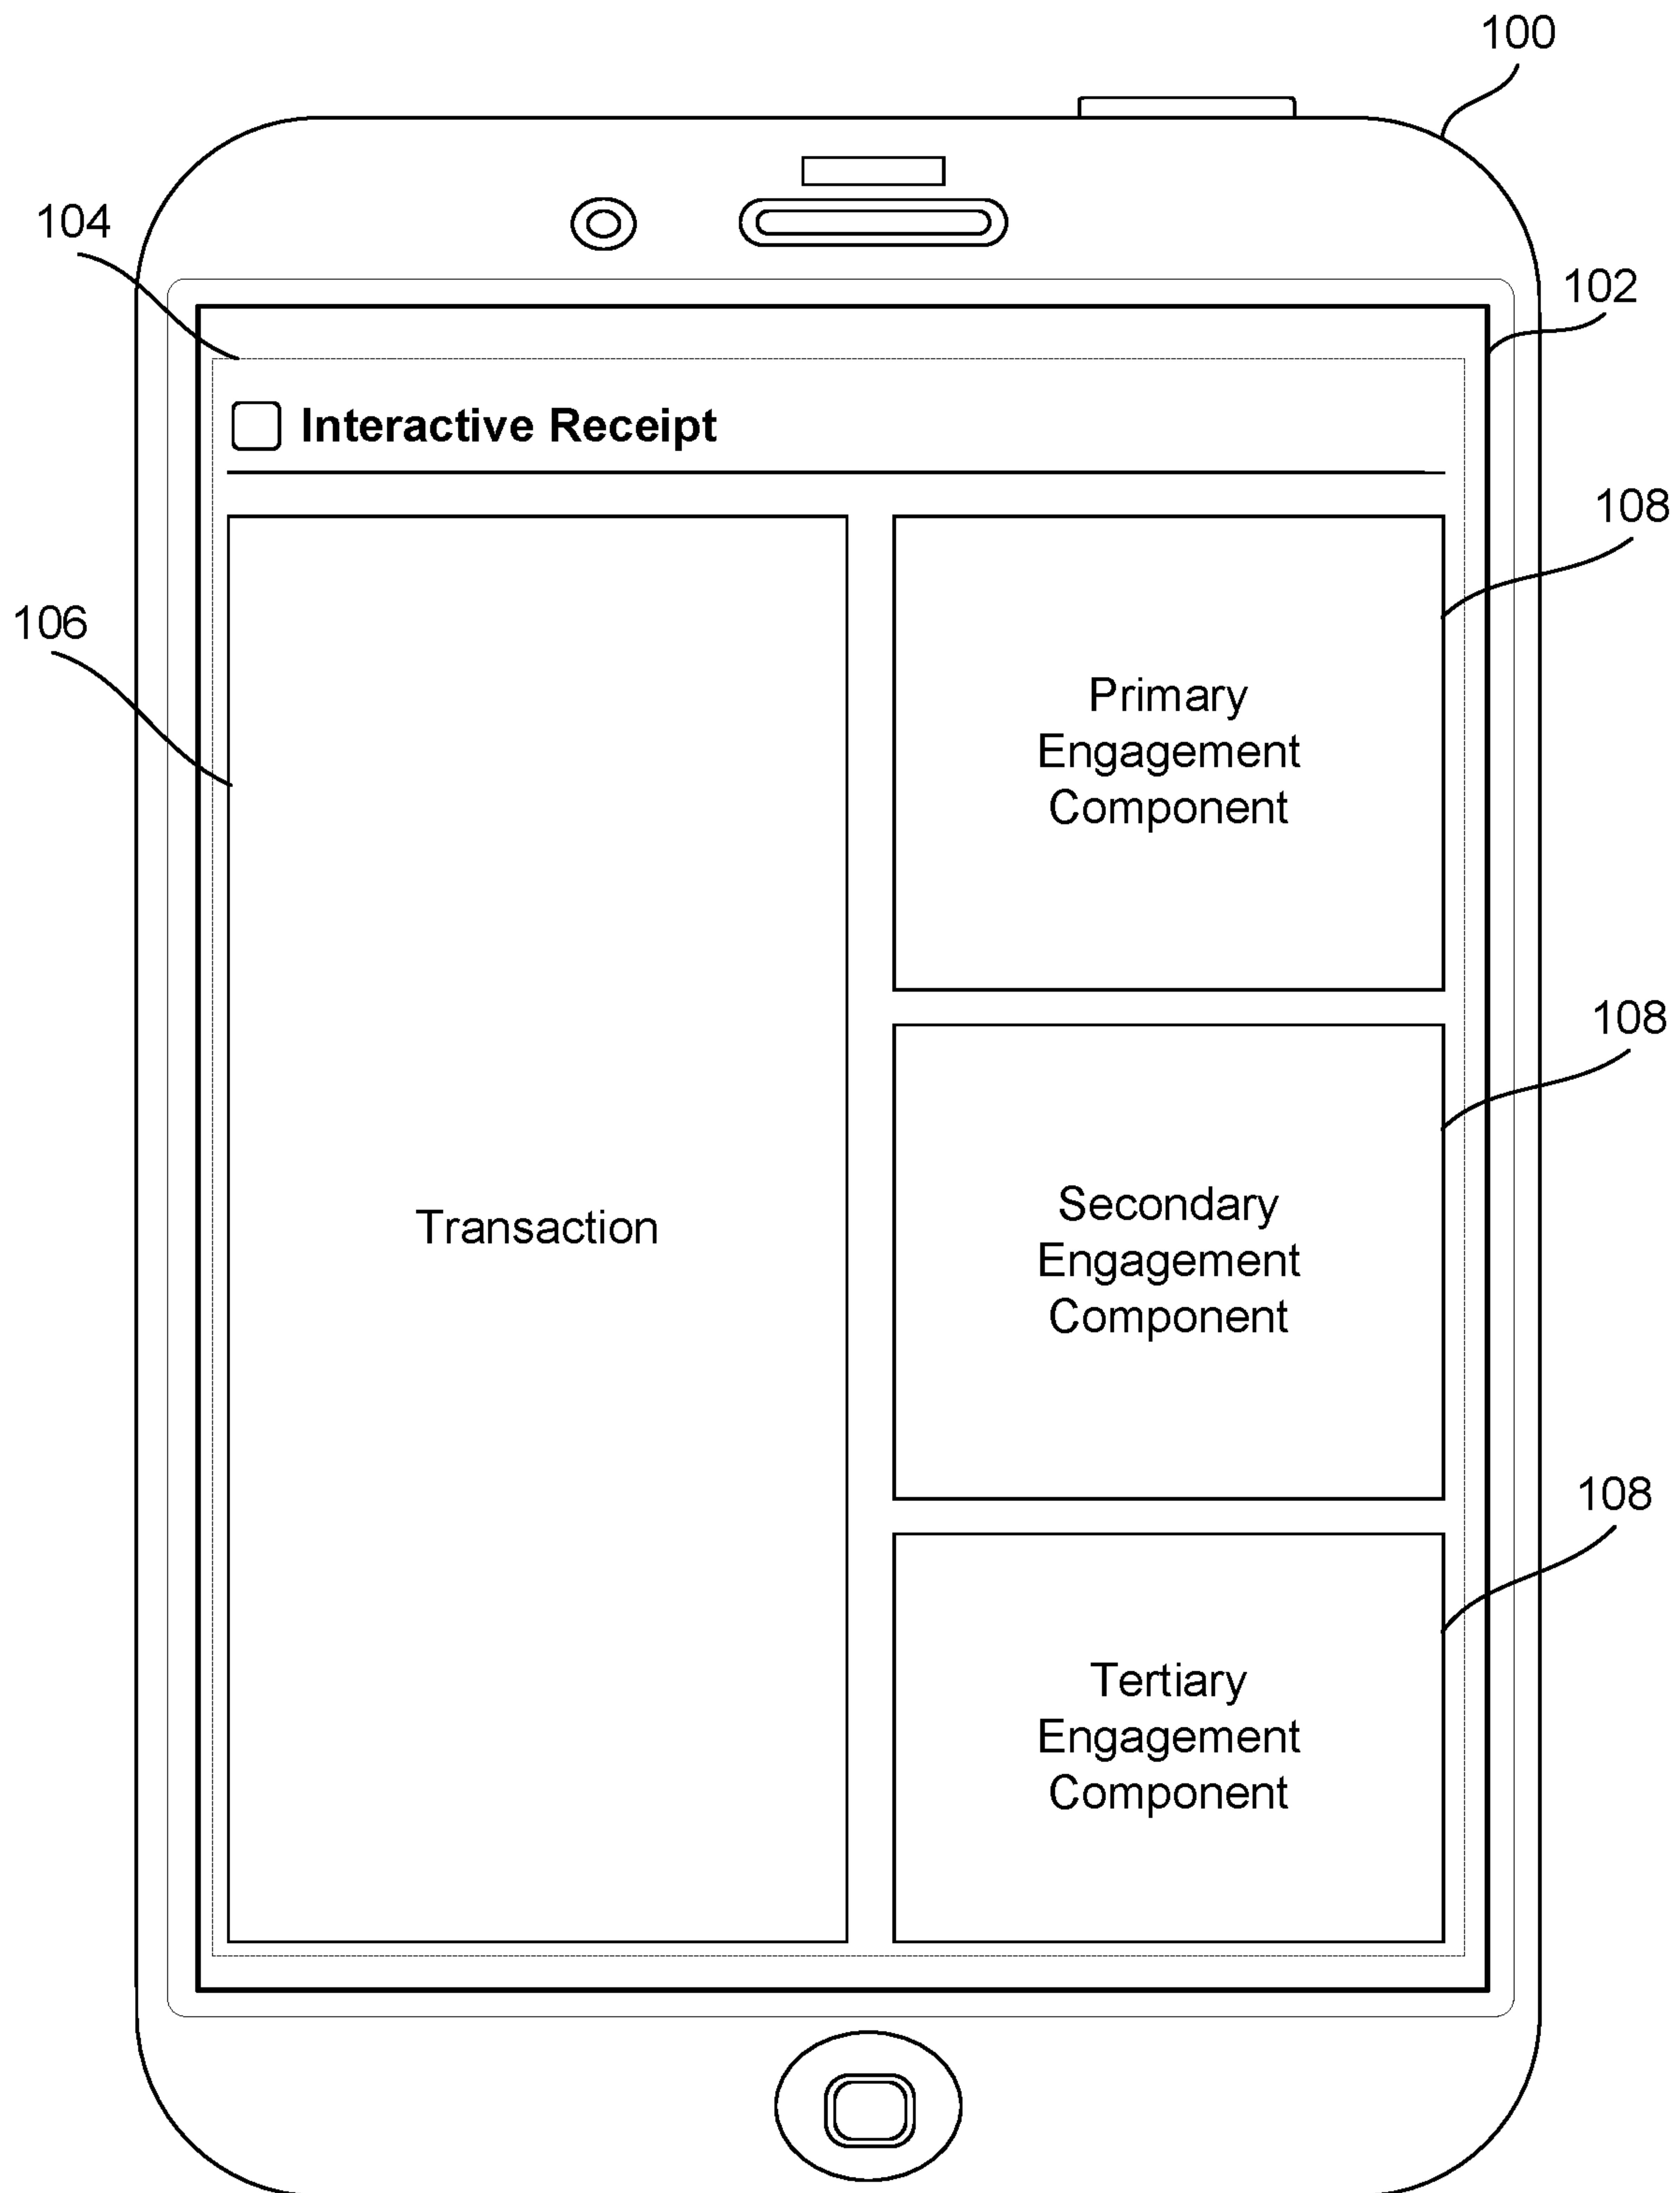 100
104
102
Interactive Receipt
108
106
Primary
Engagement
Component
108
Transaction
Secondary
Engagement
Component
108
Tertiary
Engagement
Component